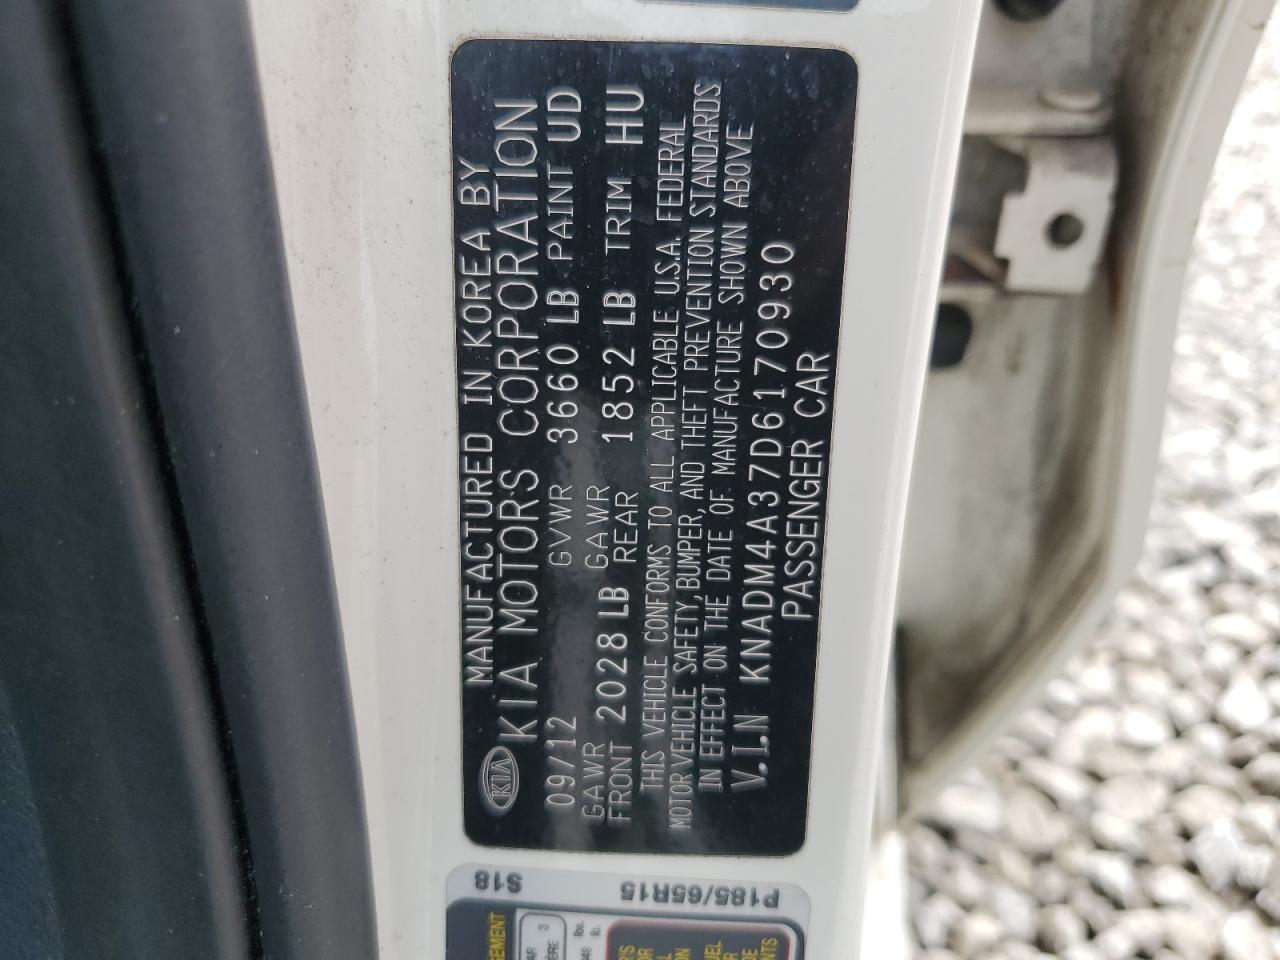 MANUFACTURED IN KOREA BY
KIA KIA MOTORS CORPORATION
09/12 GVWR 3660 LB PAINT UD
GAWR FRONT 2028 LB GAWR REAR 1852 LB TRIM HU
THIS VEHICLE CONFORMS TO ALL APPLICABLE U.S.A. FEDERAL
MOTOR VEHICLE SAFETY, BUMPER, AND THEFT PREVENTION STANDARDS
IN EFFECT ON THE DATE OF MANUFACTURE SHOWN ABOVE
V.I.N KNADM4A37D6170930
PASSENGER CAR
S18
P185/65R15